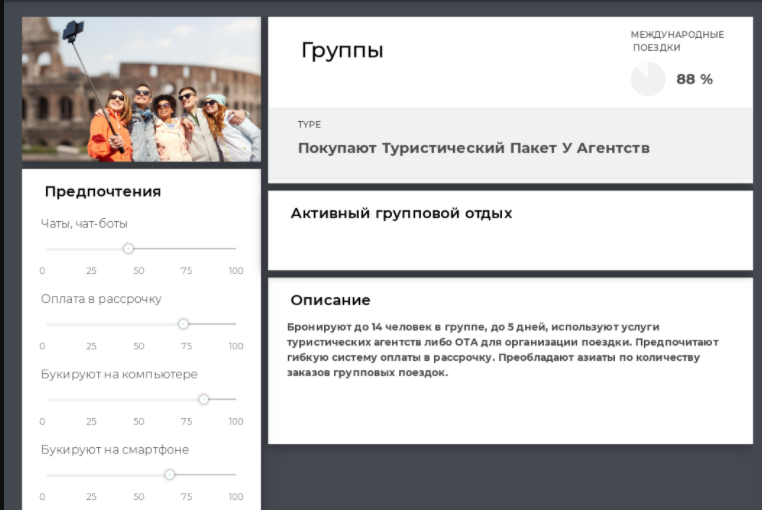 Группы
МЕЖДУНАРОДНЫЕ
ПОЕЗДКИ
88 %
TYPE
Покупают Туристический Пакет У Агентств
Предпочтения
Чаты, чат-боты
0 25 50 75 100
Оплата в рассрочку
0 25 50 75 100
Букируют на компьютере
0 25 50 75 100
Букируют на смартфоне
0 25 50 75 100
Активный групповой отдых
Описание
Бронируют до 14 человек в группе, до 5 дней, используют услуги
туристических агентств либо ОТА для организации поездки. Предпочитают
гибкую систему оплаты в рассрочку. Преобладают азиаты по количеству
заказов групповых поездок.